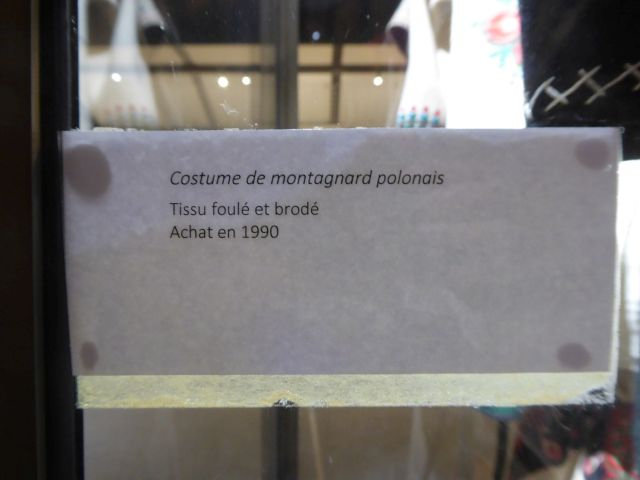 Costume de montagnard polonais
Tissu foulé et brodé
Achat en 1990